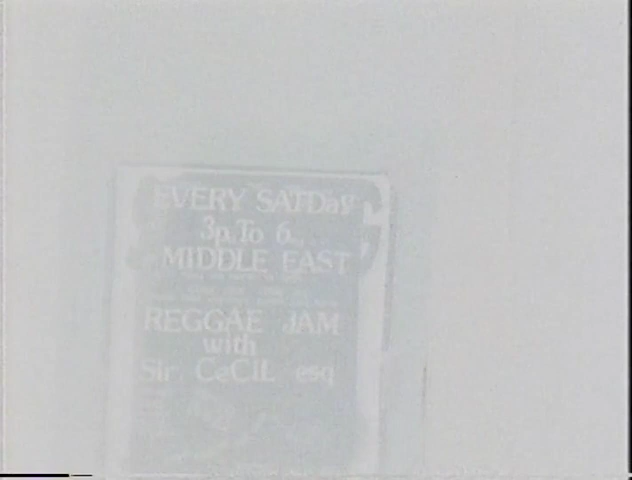 EVERY SATDay
3p.To 6..
MIDDLE EAST
REGGAE JAM
with
Sir. CeCiL esq